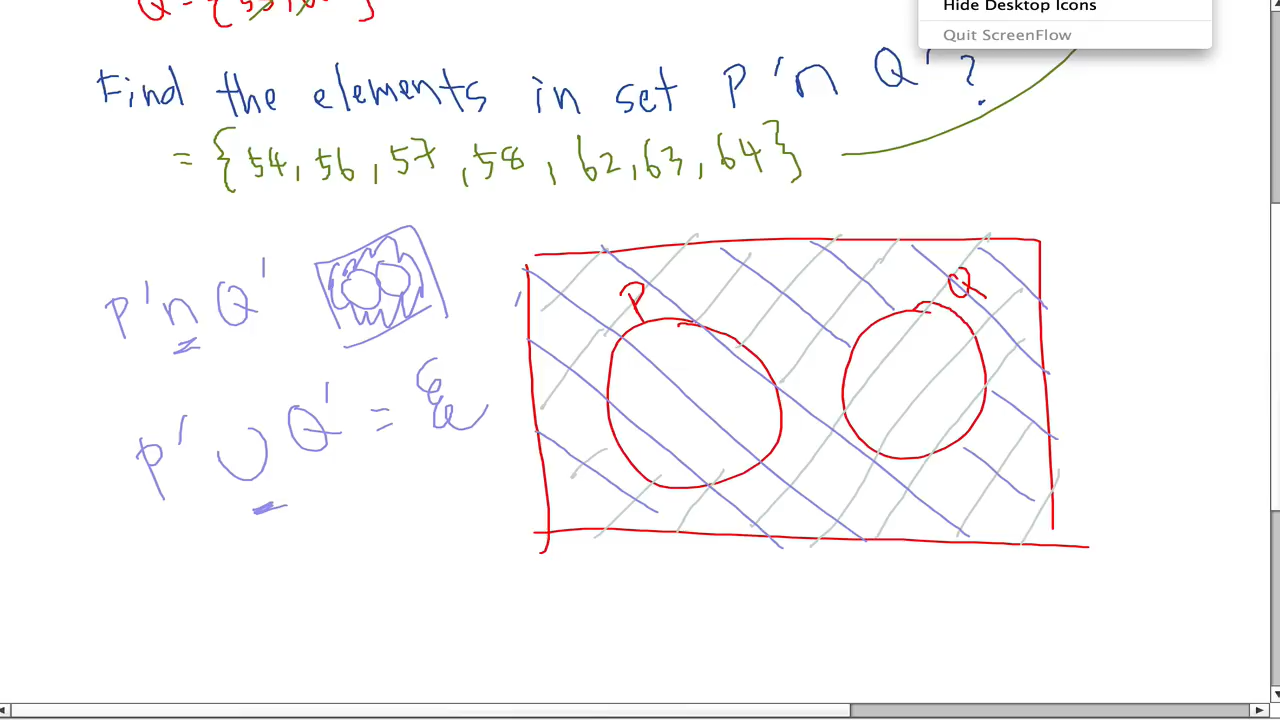 Hide Desktop Icons
Quit ScreenFlow
Find the elements in set P' ∩ Q' ?
= {54, 56, 57, 58, 62, 63, 64}
P' ∩ Q'
P' ∪ Q' = ξ
P
Q